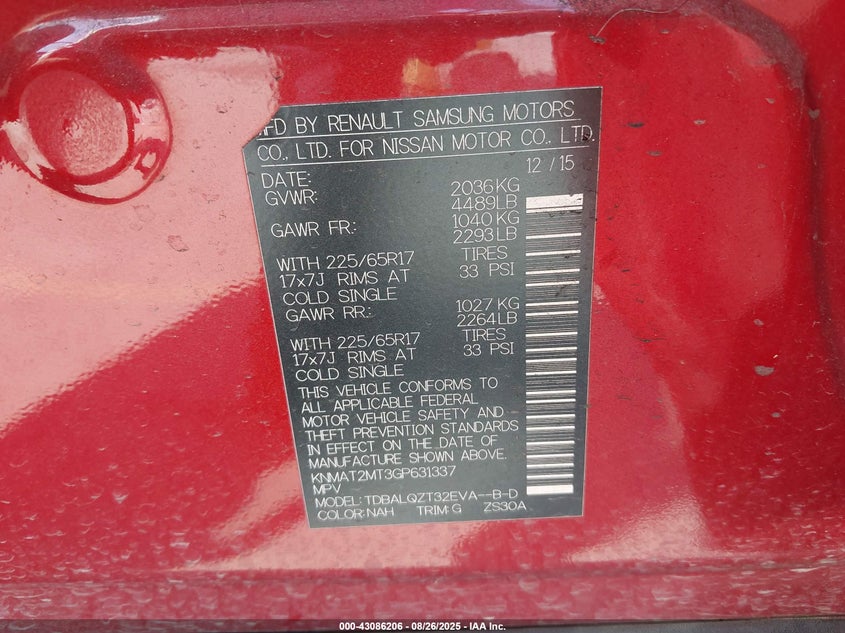 MFD BY RENAULT SAMSUNG MOTORS
CO., LTD. FOR NISSAN MOTOR CO., LTD.
DATE: 12 / 15
GVWR: 2036KG
4489LB
GAWR FR.: 1040KG
2293LB
WITH 225/65R17 TIRES
17x7J RIMS AT 33 PSI
COLD SINGLE
GAWR RR.: 1027 KG
2264LB
WITH 225/65R17 TIRES
17x7J RIMS AT 33 PSI
COLD SINGLE
THIS VEHICLE CONFORMS TO
ALL APPLICABLE FEDERAL
MOTOR VEHICLE SAFETY AND
THEFT PREVENTION STANDARDS
IN EFFECT ON THE DATE OF
MANUFACTURE SHOWN ABOVE.
KNMAT2MT3GP631337
MPV
MODEL: TDBALQZT32EVA--B-D
COLOR: NAH TRIM: G ZS30A
000-43086206 - 08/26/2025 - IAA Inc.